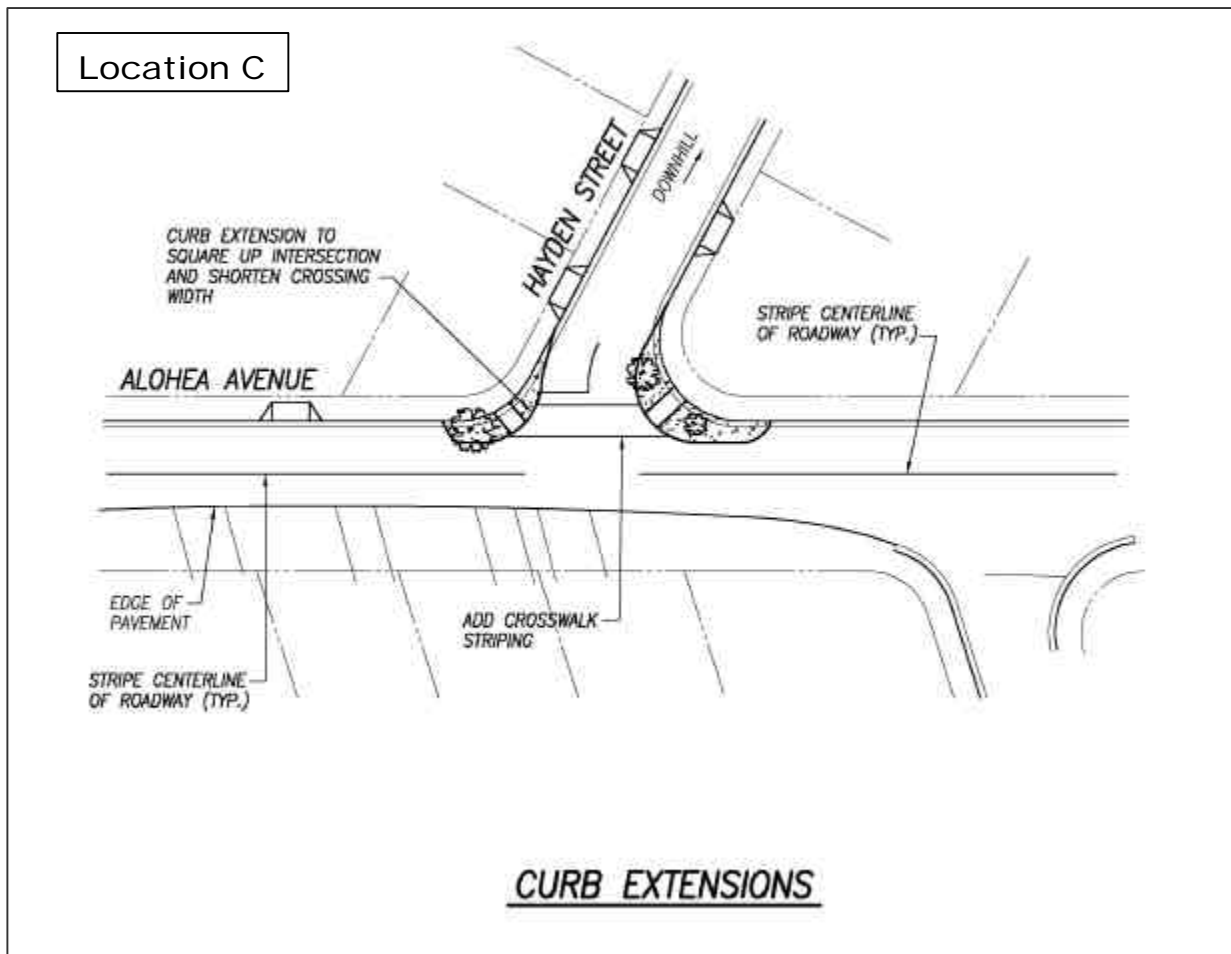 Location C
HAYDEN STREET
DOWNHILL
CURB EXTENSION TO
SQUARE UP INTERSECTION
AND SHORTEN CROSSING
WIDTH
STRIPE CENTERLINE
OF ROADWAY (TYP.)
ALOHEA AVENUE
EDGE OF
PAVEMENT
ADD CROSSWALK
STRIPING
STRIPE CENTERLINE
OF ROADWAY (TYP.)
CURB EXTENSIONS